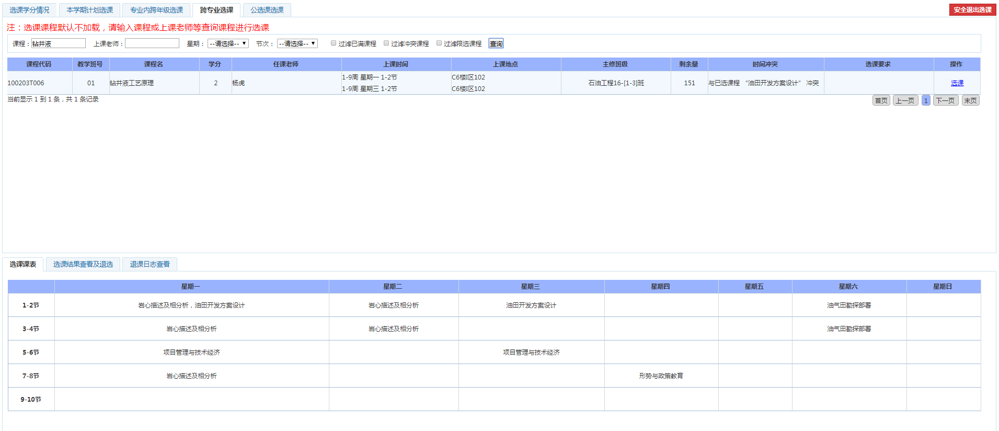 选课学分情况 本学期计划选课 专业内跨年级选课 跨专业选课 公选课选课 安全退出选课
注：选课课程默认不加载，请输入课程或上课老师等查询课程进行选课
课程：钻井液 上课老师： 星期： --请选择-- 节次： --请选择-- 过滤已满课程 过滤冲突课程 过滤限选课程 查询
课程代码 教学班号 课程名 学分 任课老师 上课时间 上课地点 主修班级 剩余量 时间冲突 选课要求 操作
100203T006 01 钻井液工艺原理 2 杨虎 1-9周 星期一 1-2节 C6楼I区102 石油工程16-[1-3]班 151 与已选课程 “油田开发方案设计” 冲突 选课
1-9周 星期三 1-2节 C6楼I区102
当前显示 1 到 1 条，共 1 条记录 首页 上一页 1 下一页 末页
选课课表 选课结果查看及退选 退课日志查看
星期一 星期二 星期三 星期四 星期五 星期六 星期日
1-2节 岩心描述及相分析，油田开发方案设计 岩心描述及相分析 油田开发方案设计 油气田勘探部署
3-4节 岩心描述及相分析 岩心描述及相分析 油气田勘探部署
5-6节 项目管理与技术经济 项目管理与技术经济
7-8节 岩心描述及相分析 形势与政策教育
9-10节